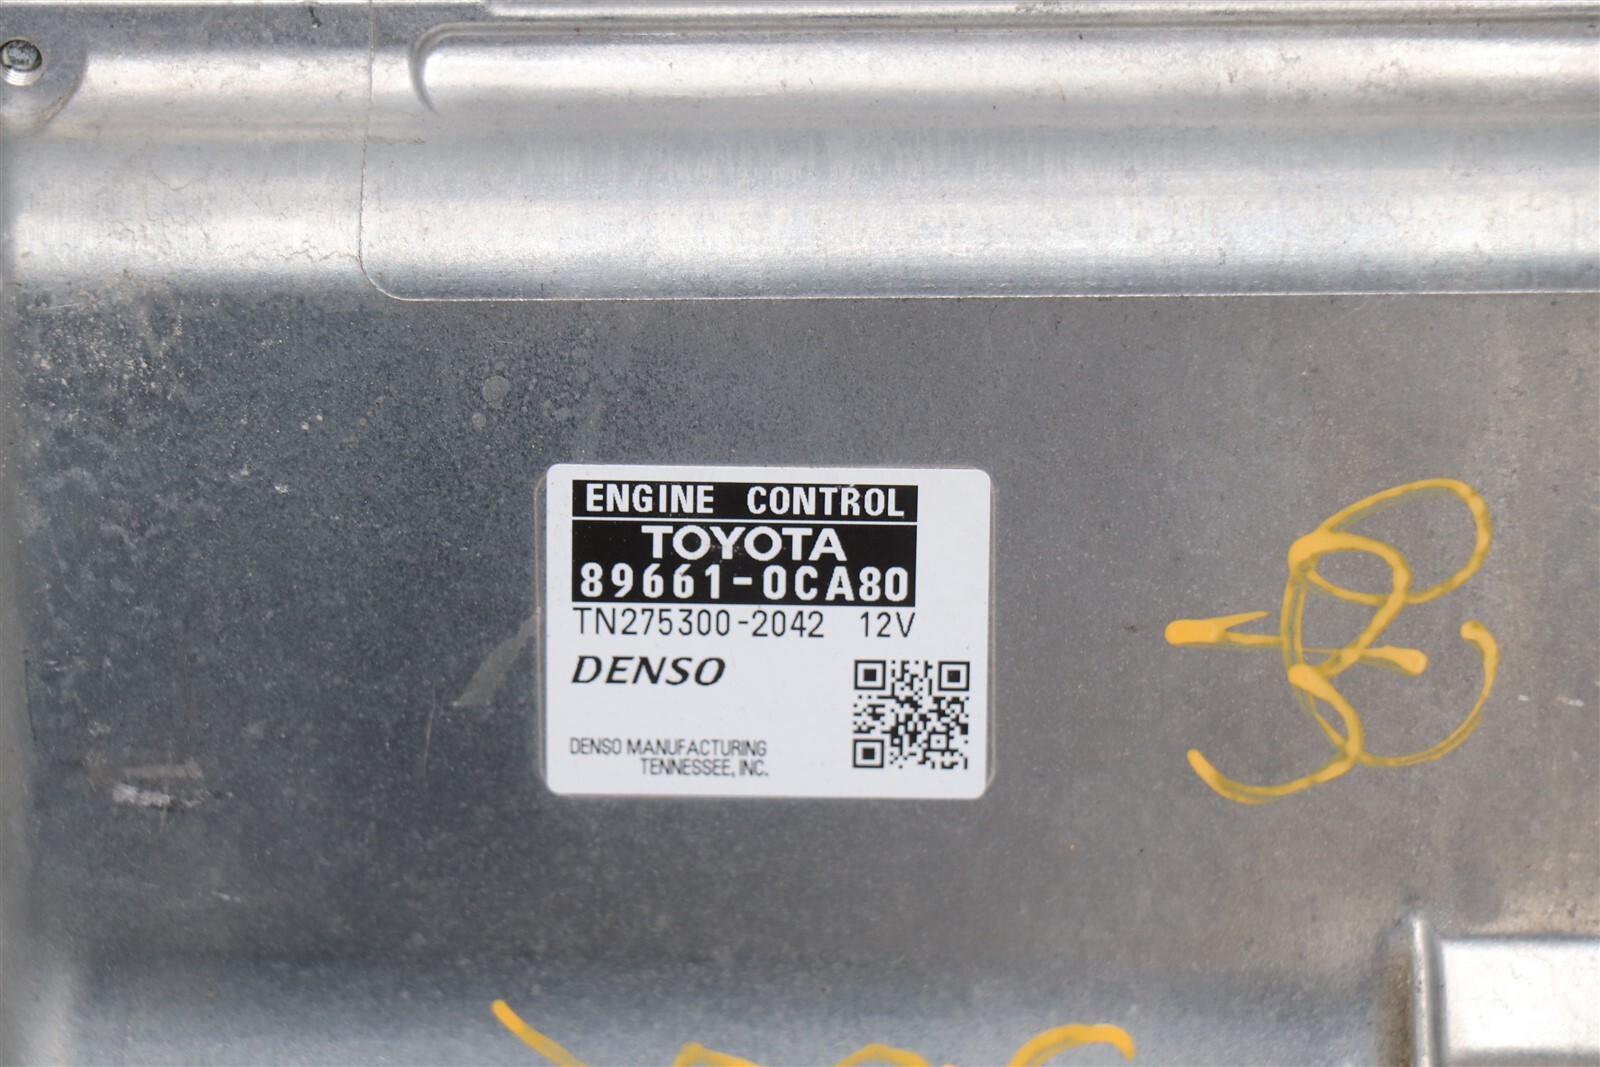 ENGINE CONTROL
TOYOTA
89661-0CA80
TN275300-2042 12V
DENSO
DENSO MANUFACTURING
TENNESSEE, INC.